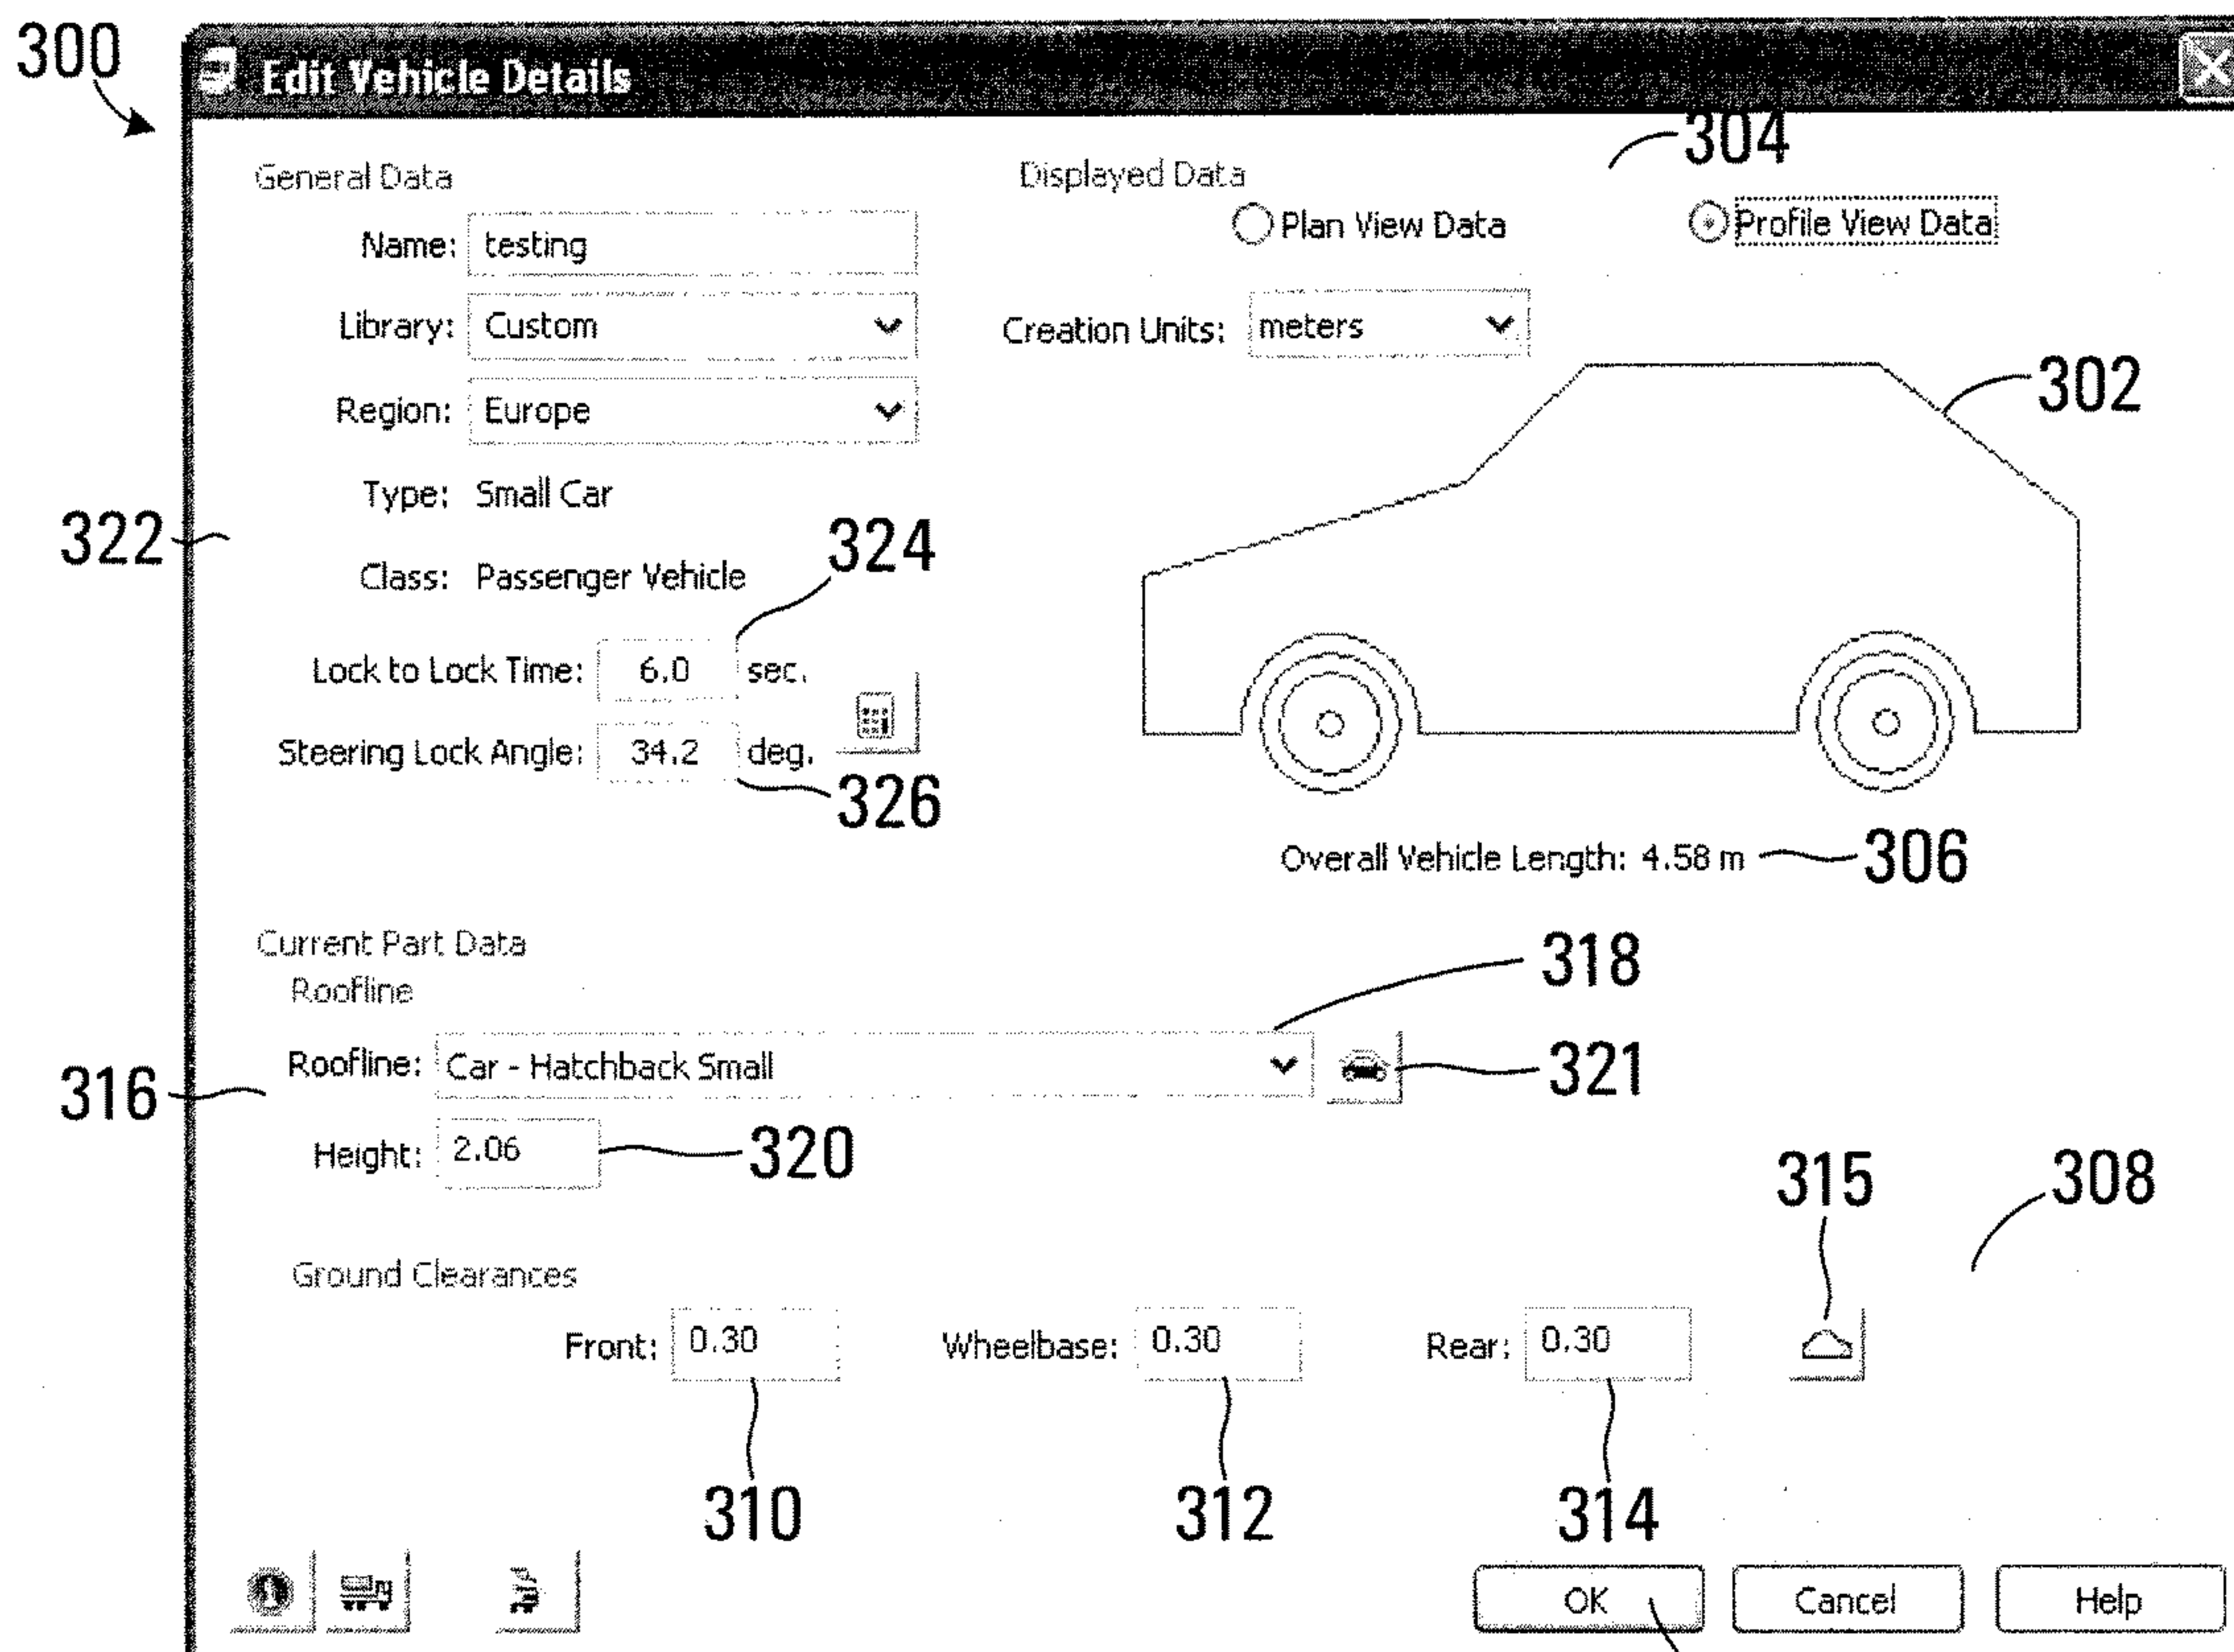 300
Edit Vehicle Details
304
General Data
Displayed Data
Name: testing
Plan View Data Profile View Data
Library: Custom
Creation Units: meters
302
Region: Europe
Type: Small Car
322
324
Class: Passenger Vehicle
Lock to Lock Time: 6.0 sec.
Steering Lock Angle: 34.2 deg.
326
Overall Vehicle Length: 4.58 m 306
Current Part Data
318
Roofline
Roofline: Car - Hatchback Small
321
316
Height: 2.06
320
315
308
Ground Clearances
Front: 0.30 Wheelbase: 0.30 Rear: 0.30
310 312 314
OK Cancel Help